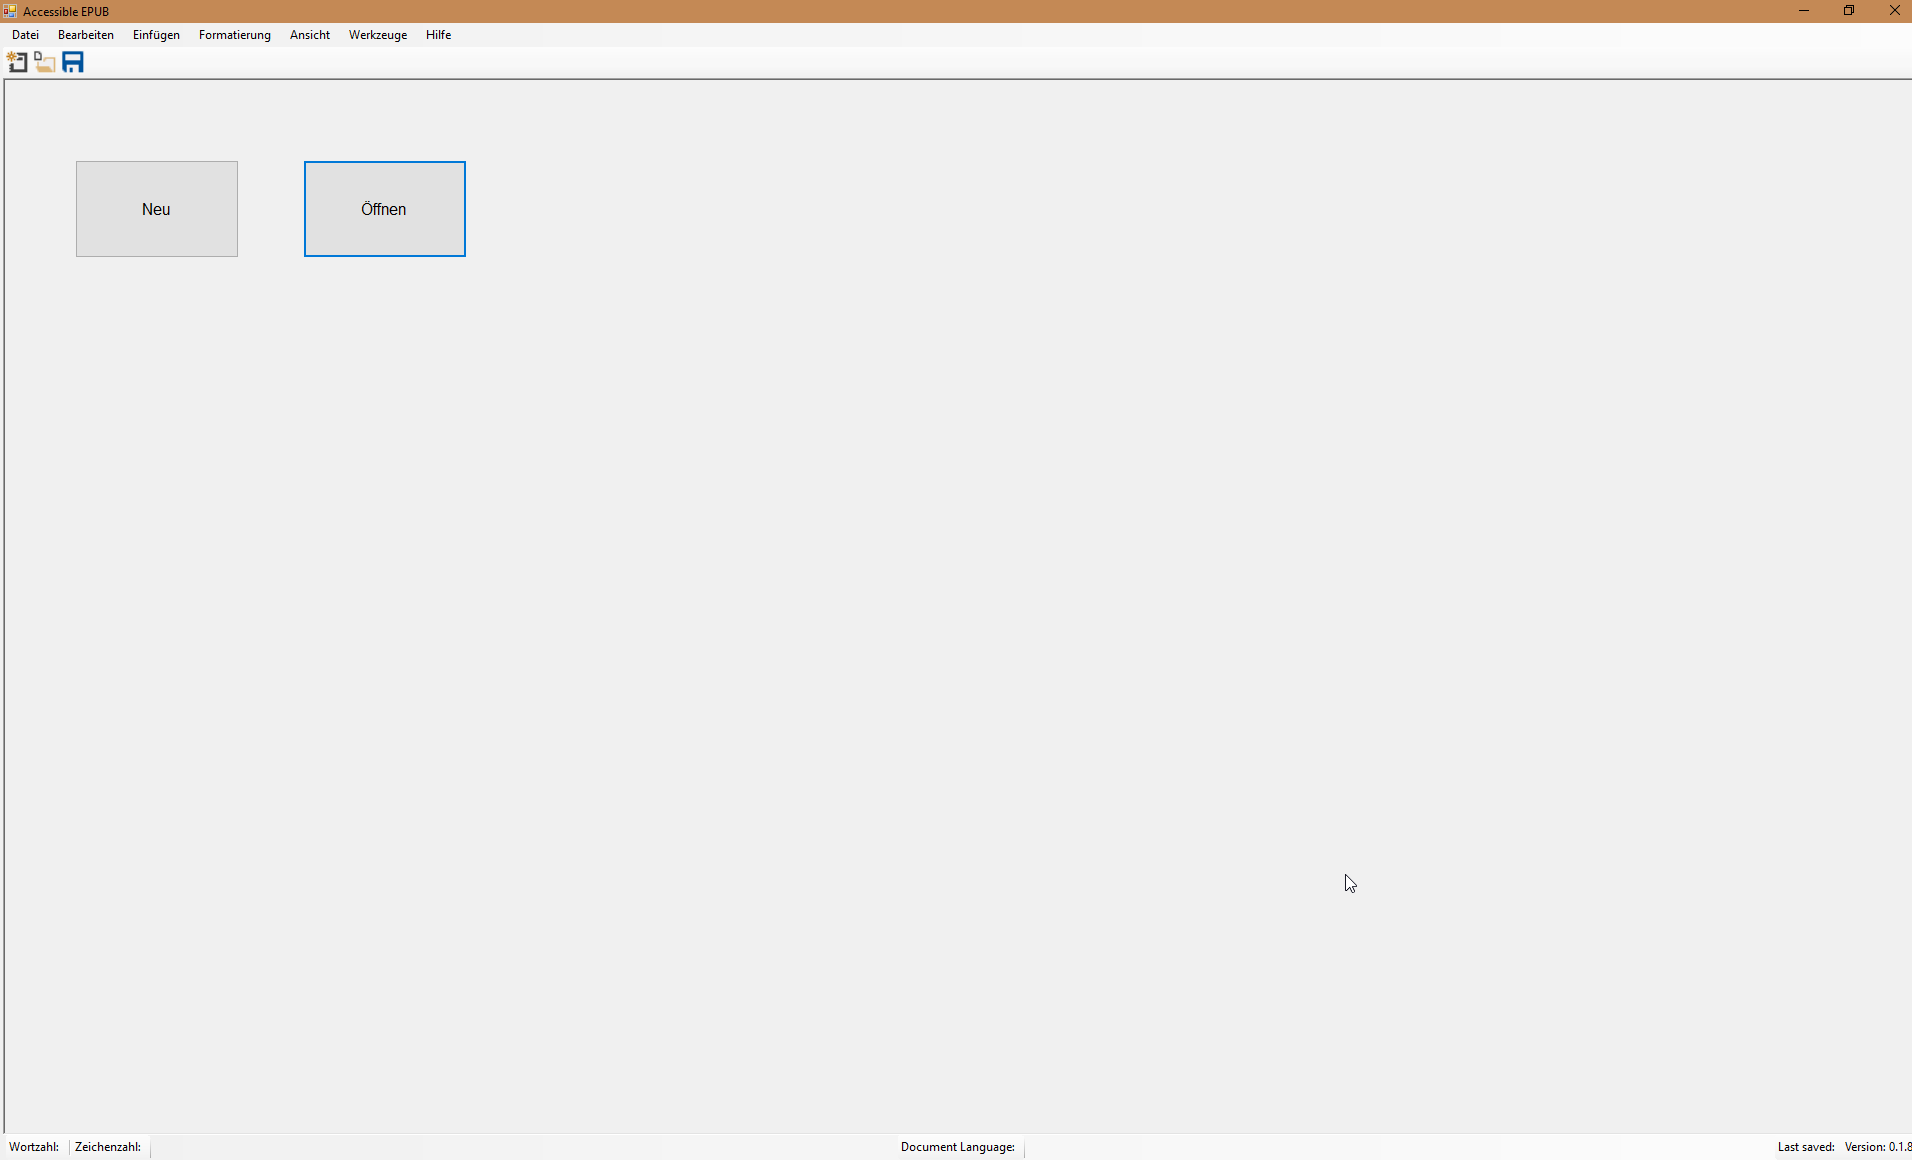 Accessible EPUB
Datei Bearbeiten Einfügen Formatierung Ansicht Werkzeuge Hilfe
Neu Öffnen
Wortzahl: Zeichenzahl: Document Language: Last saved: Version: 0.1.8